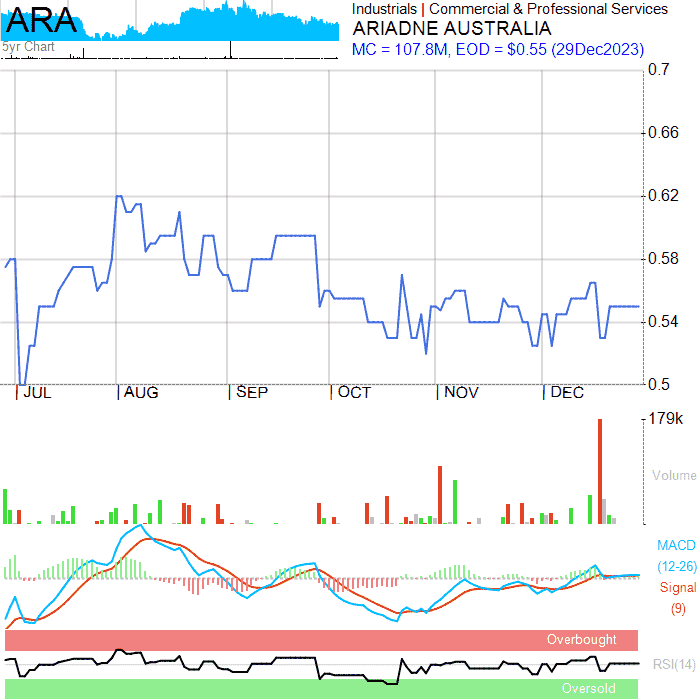 ARA
5yr Chart
Industrials | Commercial & Professional Services
ARIADNE AUSTRALIA
MC = 107.8M, EOD = $0.55 (29Dec2023)
0.7
0.66
0.62
0.58
0.54
0.5
JUL AUG SEP OCT NOV DEC
179k
Volume
MACD
(12-26)
Signal
(9)
Overbought
RSI(14)
Oversold